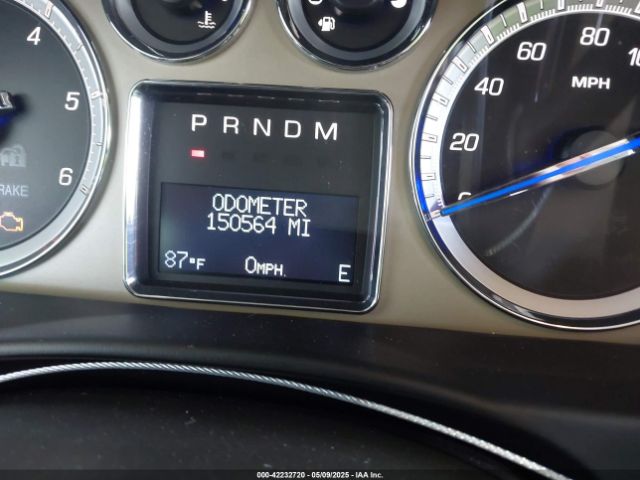 4
5
6
RAKE
P R N D M
ODOMETER
150564 MI
87°F 0MPH. E
0
20
40
60
80
MPH
000-42232720 - 05/09/2025 - IAA Inc.